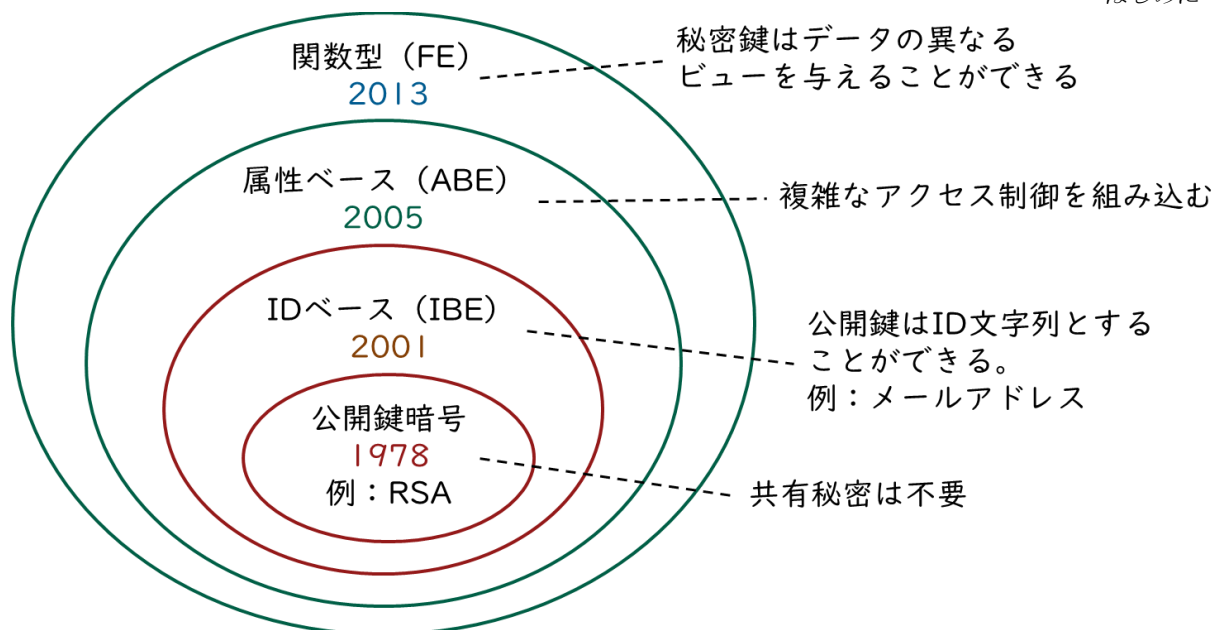 はじめに
関数型（FE）
2013
秘密鍵はデータの異なる
ビューを与えることができる
属性ベース（ABE）
2005
複雑なアクセス制御を組み込む
IDベース（IBE）
2001
公開鍵はID文字列とする
ことができる。
例：メールアドレス
公開鍵暗号
1978
例：RSA
共有秘密は不要